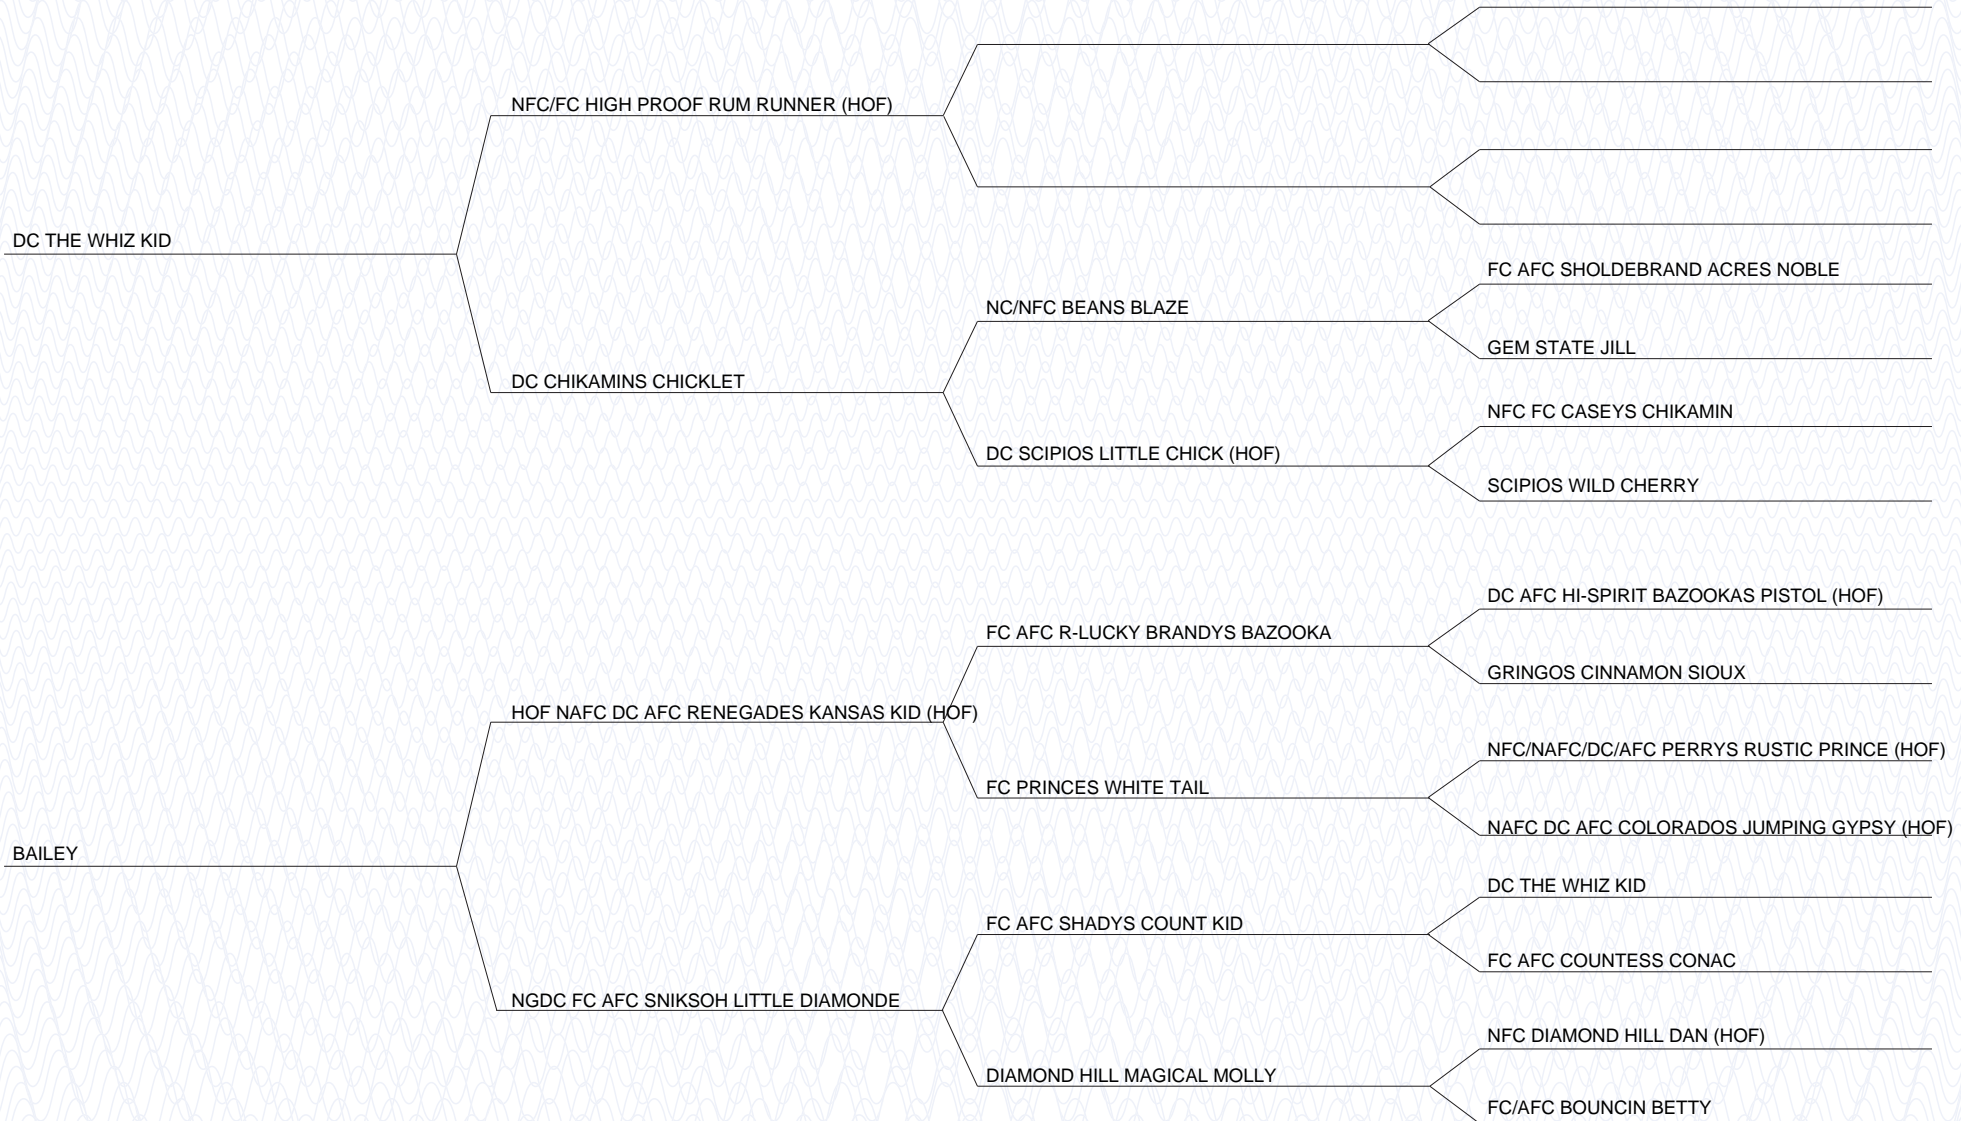 NFC/FC HIGH PROOF RUM RUNNER (HOF)
DC THE WHIZ KID
FC AFC SHOLDEBRAND ACRES NOBLE
NC/NFC BEANS BLAZE
GEM STATE JILL
DC CHIKAMINS CHICKLET
NFC FC CASEYS CHIKAMIN
DC SCIPIOS LITTLE CHICK (HOF)
SCIPIOS WILD CHERRY
DC AFC HI-SPIRIT BAZOOKAS PISTOL (HOF)
FC AFC R-LUCKY BRANDYS BAZOOKA
GRINGOS CINNAMON SIOUX
HOF NAFC DC AFC RENEGADES KANSAS KID (HOF)
NFC/NAFC/DC/AFC PERRYS RUSTIC PRINCE (HOF)
FC PRINCES WHITE TAIL
NAFC DC AFC COLORADOS JUMPING GYPSY (HOF)
BAILEY
DC THE WHIZ KID
FC AFC SHADYS COUNT KID
FC AFC COUNTESS CONAC
NGDC FC AFC SNIKSOH LITTLE DIAMONDE
NFC DIAMOND HILL DAN (HOF)
DIAMOND HILL MAGICAL MOLLY
FC/AFC BOUNCIN BETTY